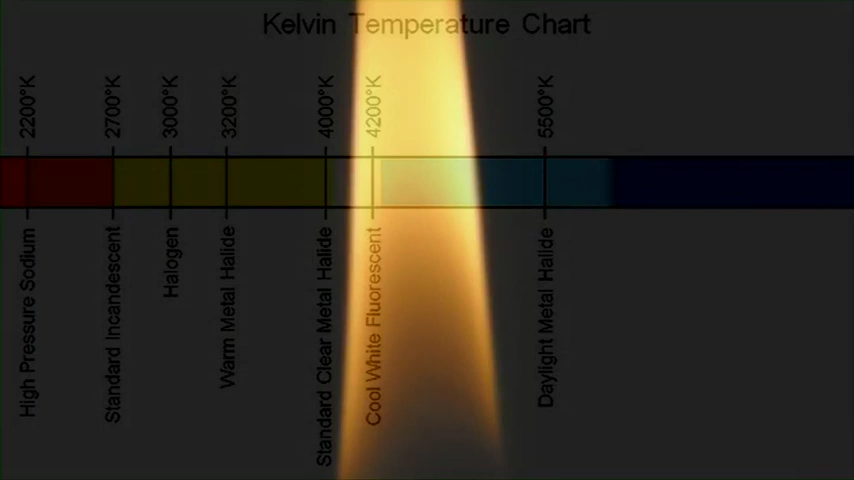 Kelvin Temperature Chart
2200°K
2700°K
3000°K
3200°K
4000°K
4200°K
5500°K
High Pressure Sodium
Standard Incandescent
Halogen
Warm Metal Halide
Standard Clear Metal Halide
Cool White Fluorescent
Daylight Metal Halide